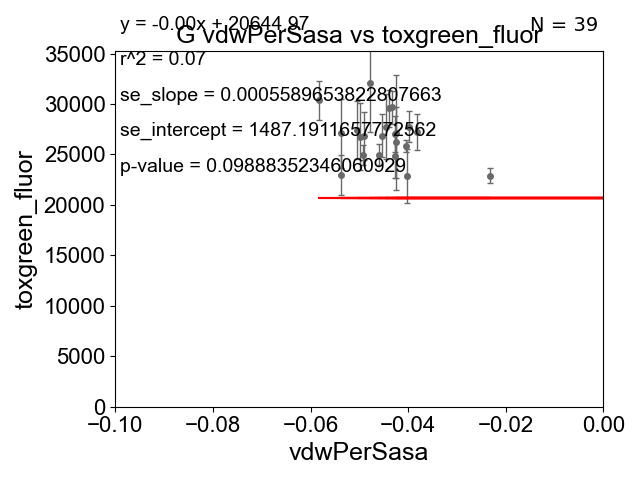 y = -0.00x + 20644.97
N = 39
G vdwPerSasa vs toxgreen_fluor
r^2 = 0.07
se_slope = 0.0005589653822807663
se_intercept = 1487.1911657772562
p-value = 0.09888352346060929
toxgreen_fluor
35000
30000
25000
20000
15000
10000
5000
0
−0.10
−0.08
−0.06
−0.04
−0.02
0.00
vdwPerSasa